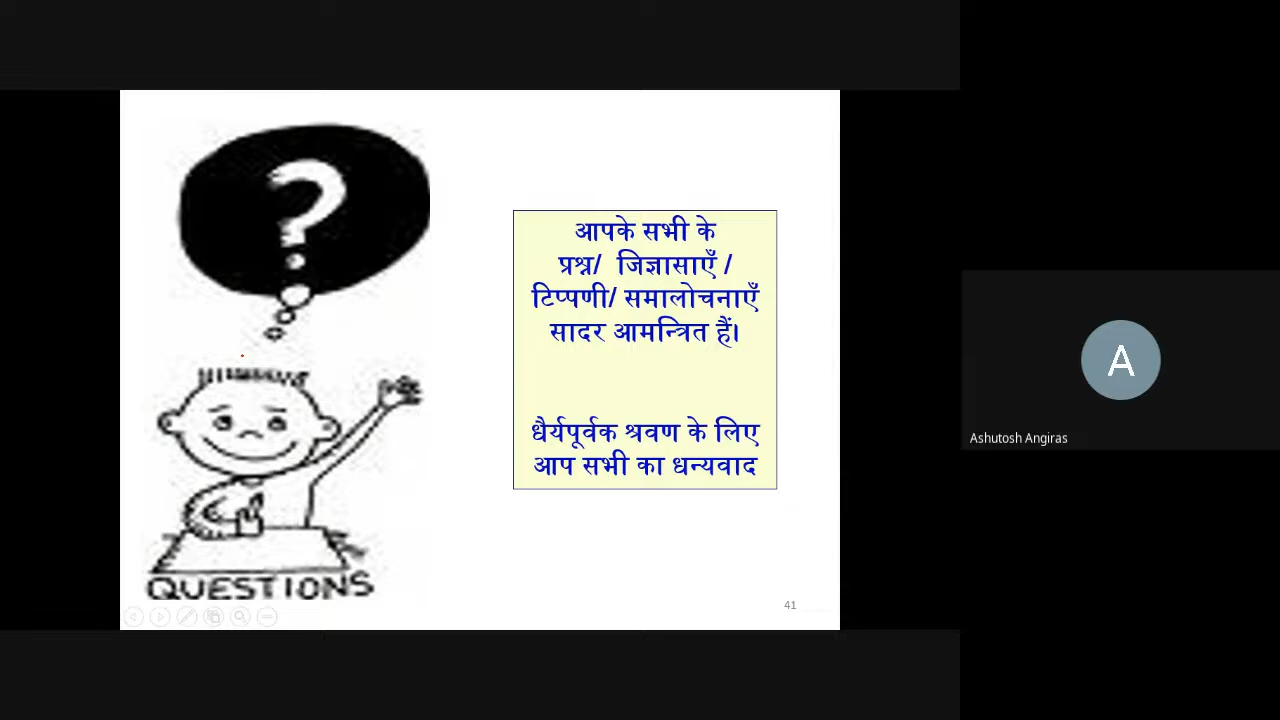 आपके सभी के
प्रश्न/ जिज्ञासाएँ /
टिप्पणी/ समालोचनाएँ
सादर आमन्त्रित हैं।
धैर्यपूर्वक श्रवण के लिए
आप सभी का धन्यवाद
QUESTIONS
41
A
Ashutosh Angiras